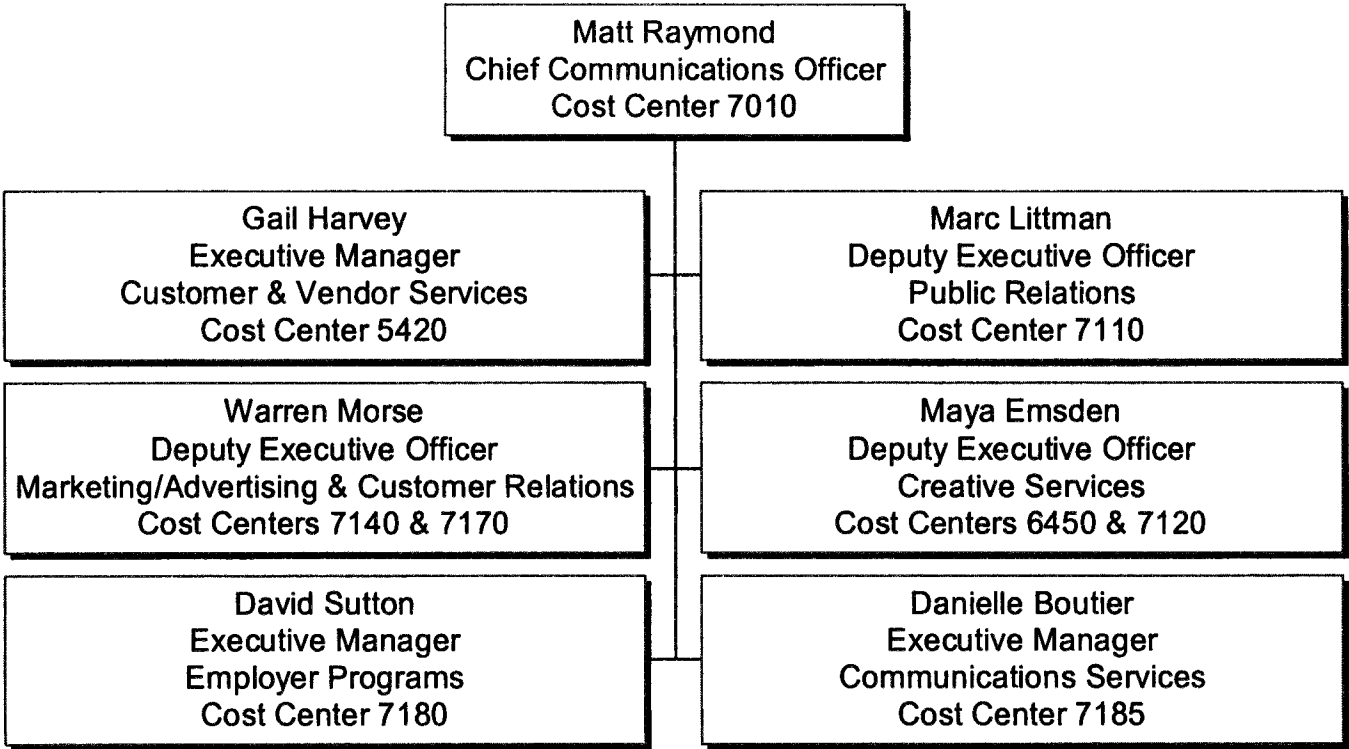 Matt Raymond
Chief Communications Officer
Cost Center 7010
Gail Harvey
Executive Manager
Customer & Vendor Services
Cost Center 5420
Marc Littman
Deputy Executive Officer
Public Relations
Cost Center 7110
Warren Morse
Deputy Executive Officer
Marketing/Advertising & Customer Relations
Cost Centers 7140 & 7170
Maya Emsden
Deputy Executive Officer
Creative Services
Cost Centers 6450 & 7120
David Sutton
Executive Manager
Employer Programs
Cost Center 7180
Danielle Boutier
Executive Manager
Communications Services
Cost Center 7185